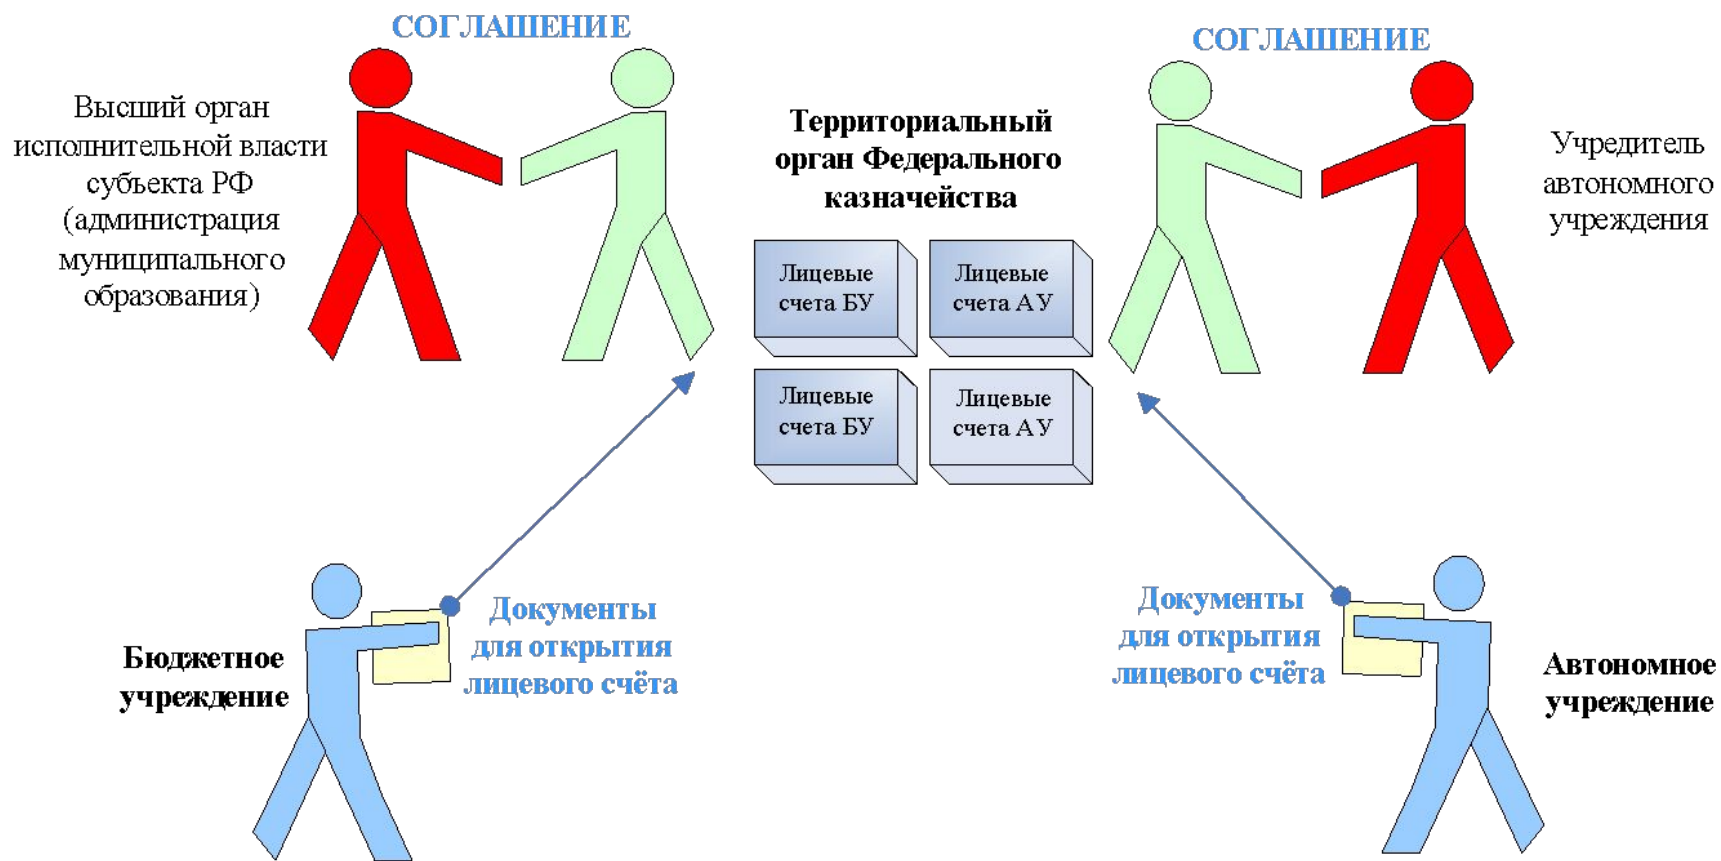 СОГЛАШЕНИЕ
СОГЛАШЕНИЕ
Высший орган
исполнительной власти
субъекта РФ
(администрация
муниципального
образования)
Территориальный
орган Федерального
казначейства
Учредитель
автономного
учреждения
Лицевые
счета БУ
Лицевые
счета АУ
Лицевые
счета БУ
Лицевые
счета АУ
Бюджетное
учреждение
Документы
для открытия
лицевого счёта
Документы
для открытия
лицевого счёта
Автономное
учреждение